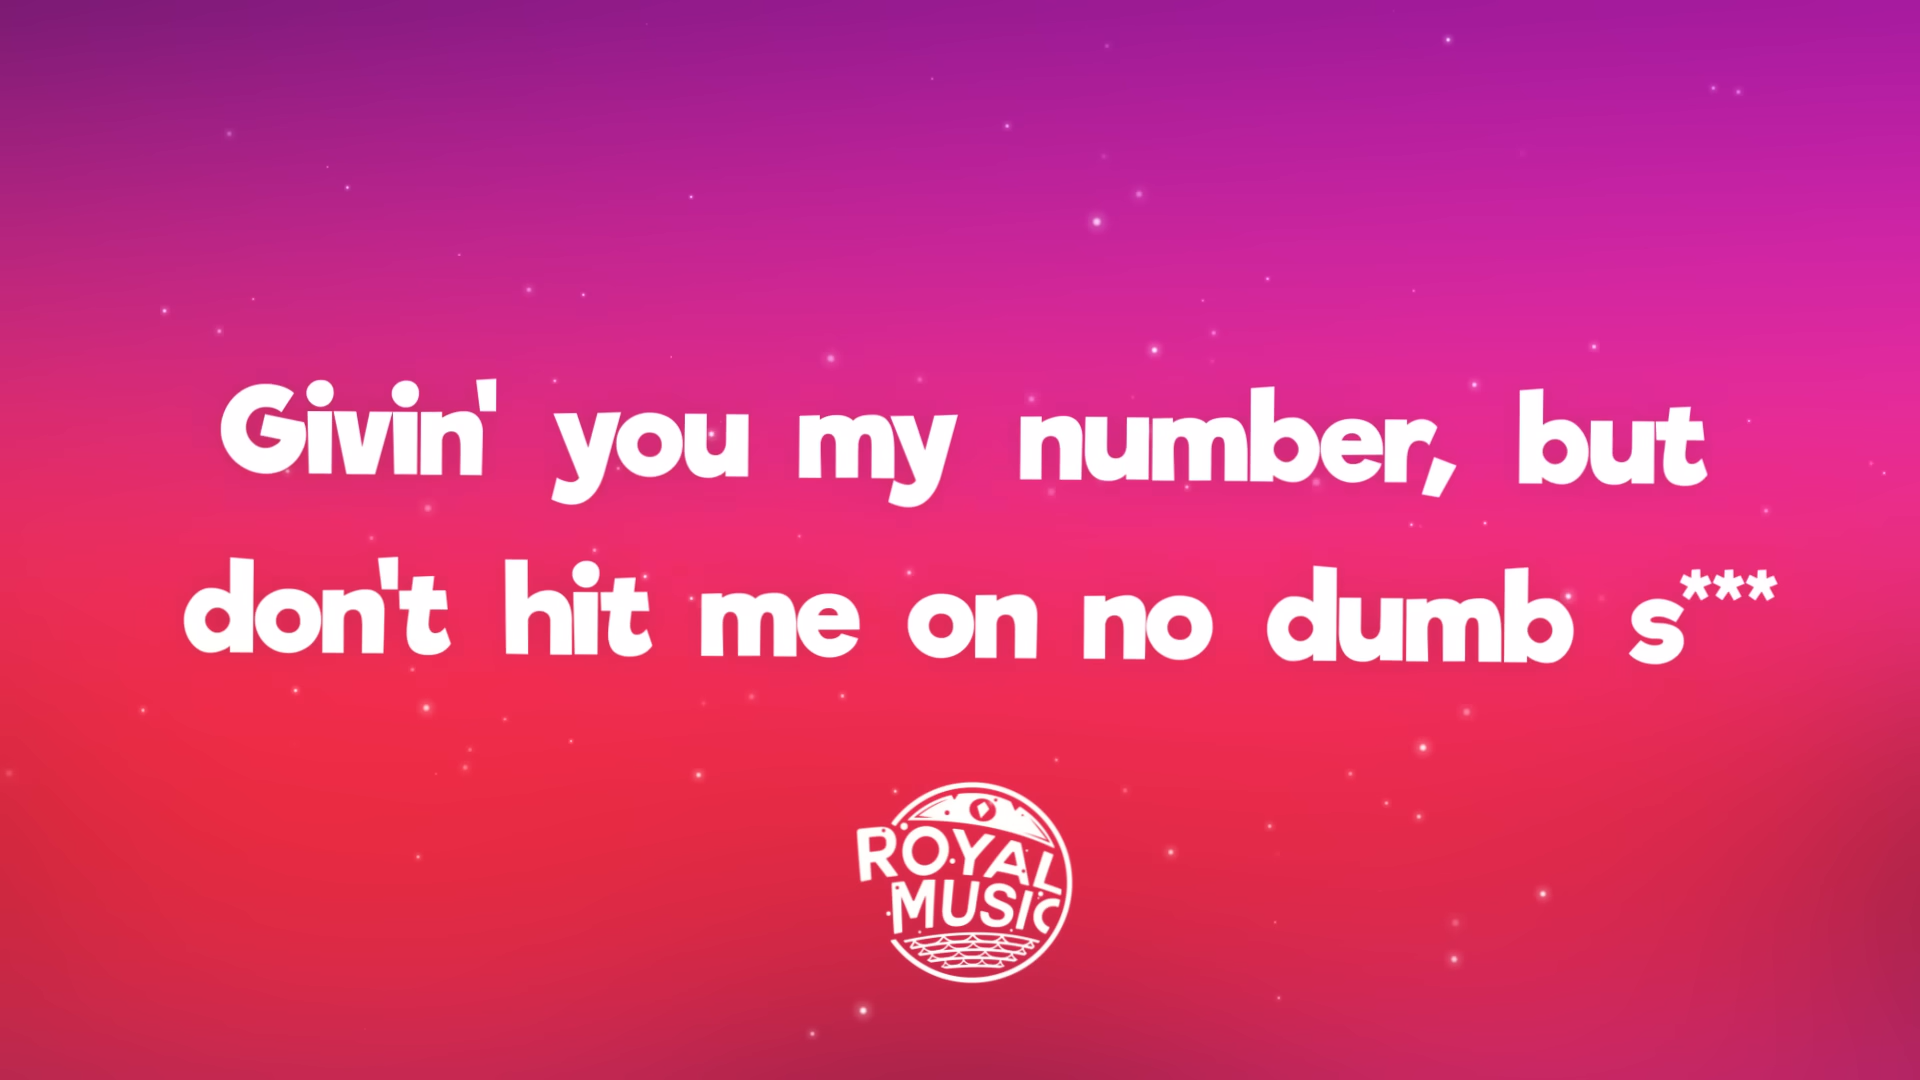 Givin' you my number, but
don't hit me on no dumb s***
ROYAL
MUSIC